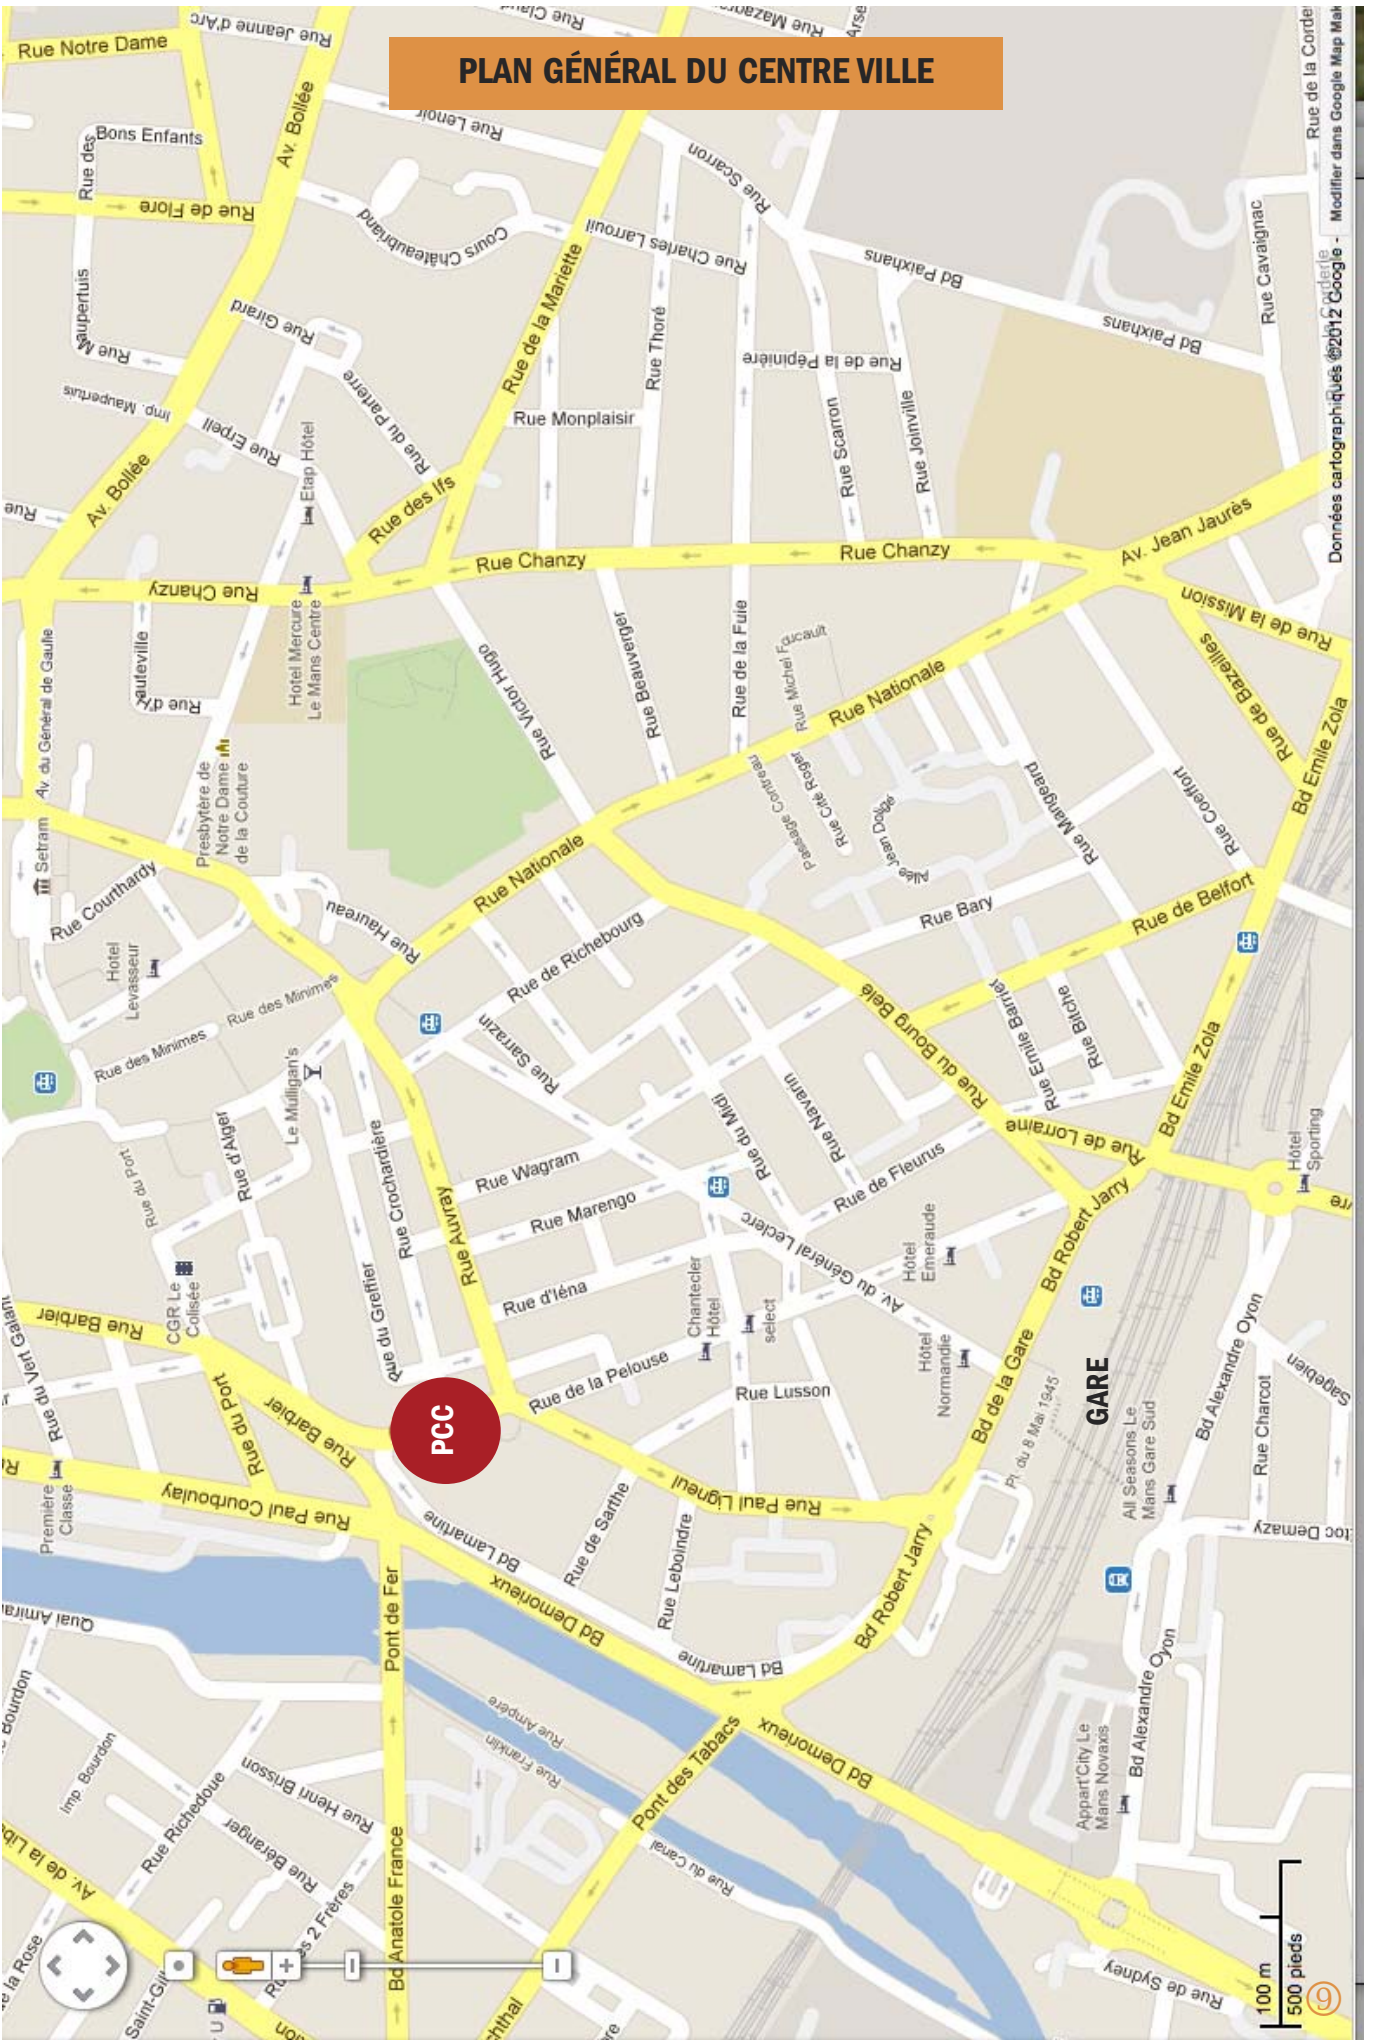 PLAN GÉNÉRAL DU CENTRE VILLE
Rue Notre Dame
Rue Jeanne d'Arc
Rue Mazagran
Rue de la Corderie
Av. Bollée
Rue des
Bons Enfants
Rue Lenoir
Rue Scarron
Rue de Flore
Cours Châteaubriand
Rue Charles Larrouil
Bd Paixhans
Rue Cavaignac
Rue Maupertuis
Rue Girard
Rue de la Mariette
Rue Thoré
Rue de la Pépinière
Bd Paixhans
Imp. Maupertuis
Rue Erpell
Rue du Parterre
Rue Monplaisir
Rue Scarron
Rue Joinville
Av. Bollée
Etap Hôtel
Rue des Ifs
Rue
Rue Chanzy
Rue Chanzy
Rue Chanzy
Av. Jean Jaurès
Données cartographiques ©2012 Google -
Modifier dans Google Map Mak
Hotel Mercure
Le Mans Centre
Av. du Général de Gaulle
Rue d'Hauteville
Rue Victor Hugo
Rue Beauverger
Rue de la Fuie
Rue Michel Foucault
Rue Nationale
Rue de la Mission
Rue de Bazeilles
Bd Emile Zola
Presbytère de
Notre Dame
de la Couture
Setram
Rue Courthardy
Passage Contreau
Rue Cité Roger
Allée Jean Dolgé
Rue Mangeard
Rue Coeffort
Hotel
Levasseur
Rue Haureau
Rue Nationale
Rue de Richebourg
Rue Bary
Rue de Belfort
Rue des Minimes
Rue des Minimes
Rue Sarrazin
Rue du Bourg Belé
Rue Emile Barrier
Rue Bitche
Le Mulligan's
Rue d'Alger
Rue du Port
Rue Crochardière
Rue Wagram
Rue du Midi
Rue Navarin
Rue de Lorraine
Bd Emile Zola
Hôtel
Sporting
Rue Auvray
Rue Marengo
Rue de Fleurus
Bd Robert Jarry
Rue Barbier
CGR Le
Colisée
Rue du Greffier
Rue d'Iéna
Chantecler
Hôtel
select
Av. du Général Leclerc
Hôtel
Emeraude
Rue du Vert Galant
Rue du Port
Rue Barbier
PCC
Rue de la Pelouse
Rue Lusson
Hôtel
Normandie
Bd de la Gare
GARE
Pl. du 8 Mai 1945
All Seasons Le
Mans Gare Sud
Bd Alexandre Oyon
Rue Charcot
Sagebien
Première
Classe
Rue Paul Courboulay
Bd Lamartine
Rue de Sarthe
Rue Paul Ligneul
Rue Leboindre
Bd Robert Jarry
Pont de Fer
Bd Demorieux
Bd Lamartine
Quai Amiral
Bourdon
Imp. Bourdon
Rue Richedoue
Rue Henri Brisson
Rue Béranger
Rue Ampère
Rue Franklin
Pont des Tabacs
Bd Demorieux
Rue du Canal
Appart'City Le
Mans Novaxis
Bd Alexandre Oyon
Bd Anatole France
Rue de Sydney
100 m
500 pieds
9